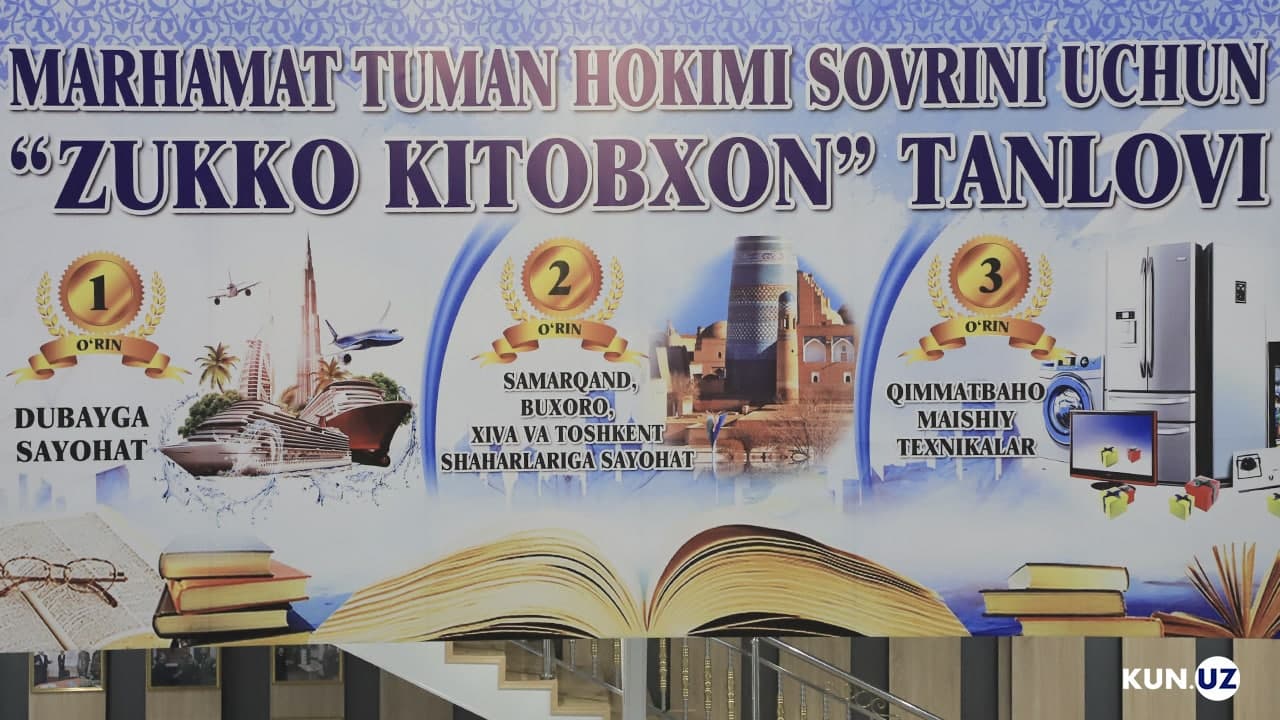 MARHAMAT TUMAN HOKIMI SOVRINI UCHUN
“ZUKKO KITOBXON” TANLOVI
1
O‘RIN
DUBAYGA
SAYOHAT
2
O‘RIN
SAMARQAND,
BUXORO,
XIVA VA TOSHKENT
SHAHARLARIGA SAYOHAT
3
O‘RIN
QIMMATBAHO
MAISHIY
TEXNIKALAR
KUN.UZ